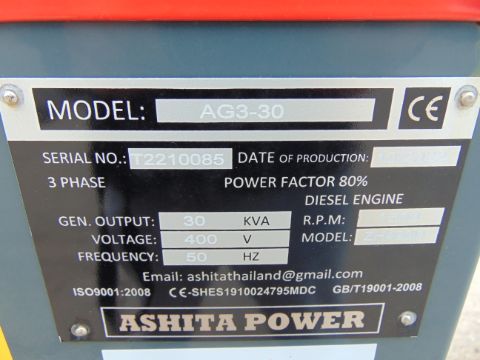 MODEL: AG3-30 CE
SERIAL NO.: T2210085 DATE OF PRODUCTION:
3 PHASE POWER FACTOR 80%
DIESEL ENGINE
GEN. OUTPUT: 30 KVA R.P.M:
VOLTAGE: 400 V MODEL:
FREQUENCY: 50 HZ
Email: ashitathailand@gmail.com
ISO9001:2008 CE-SHES1910024795MDC GB/T19001-2008
ASHITA POWER